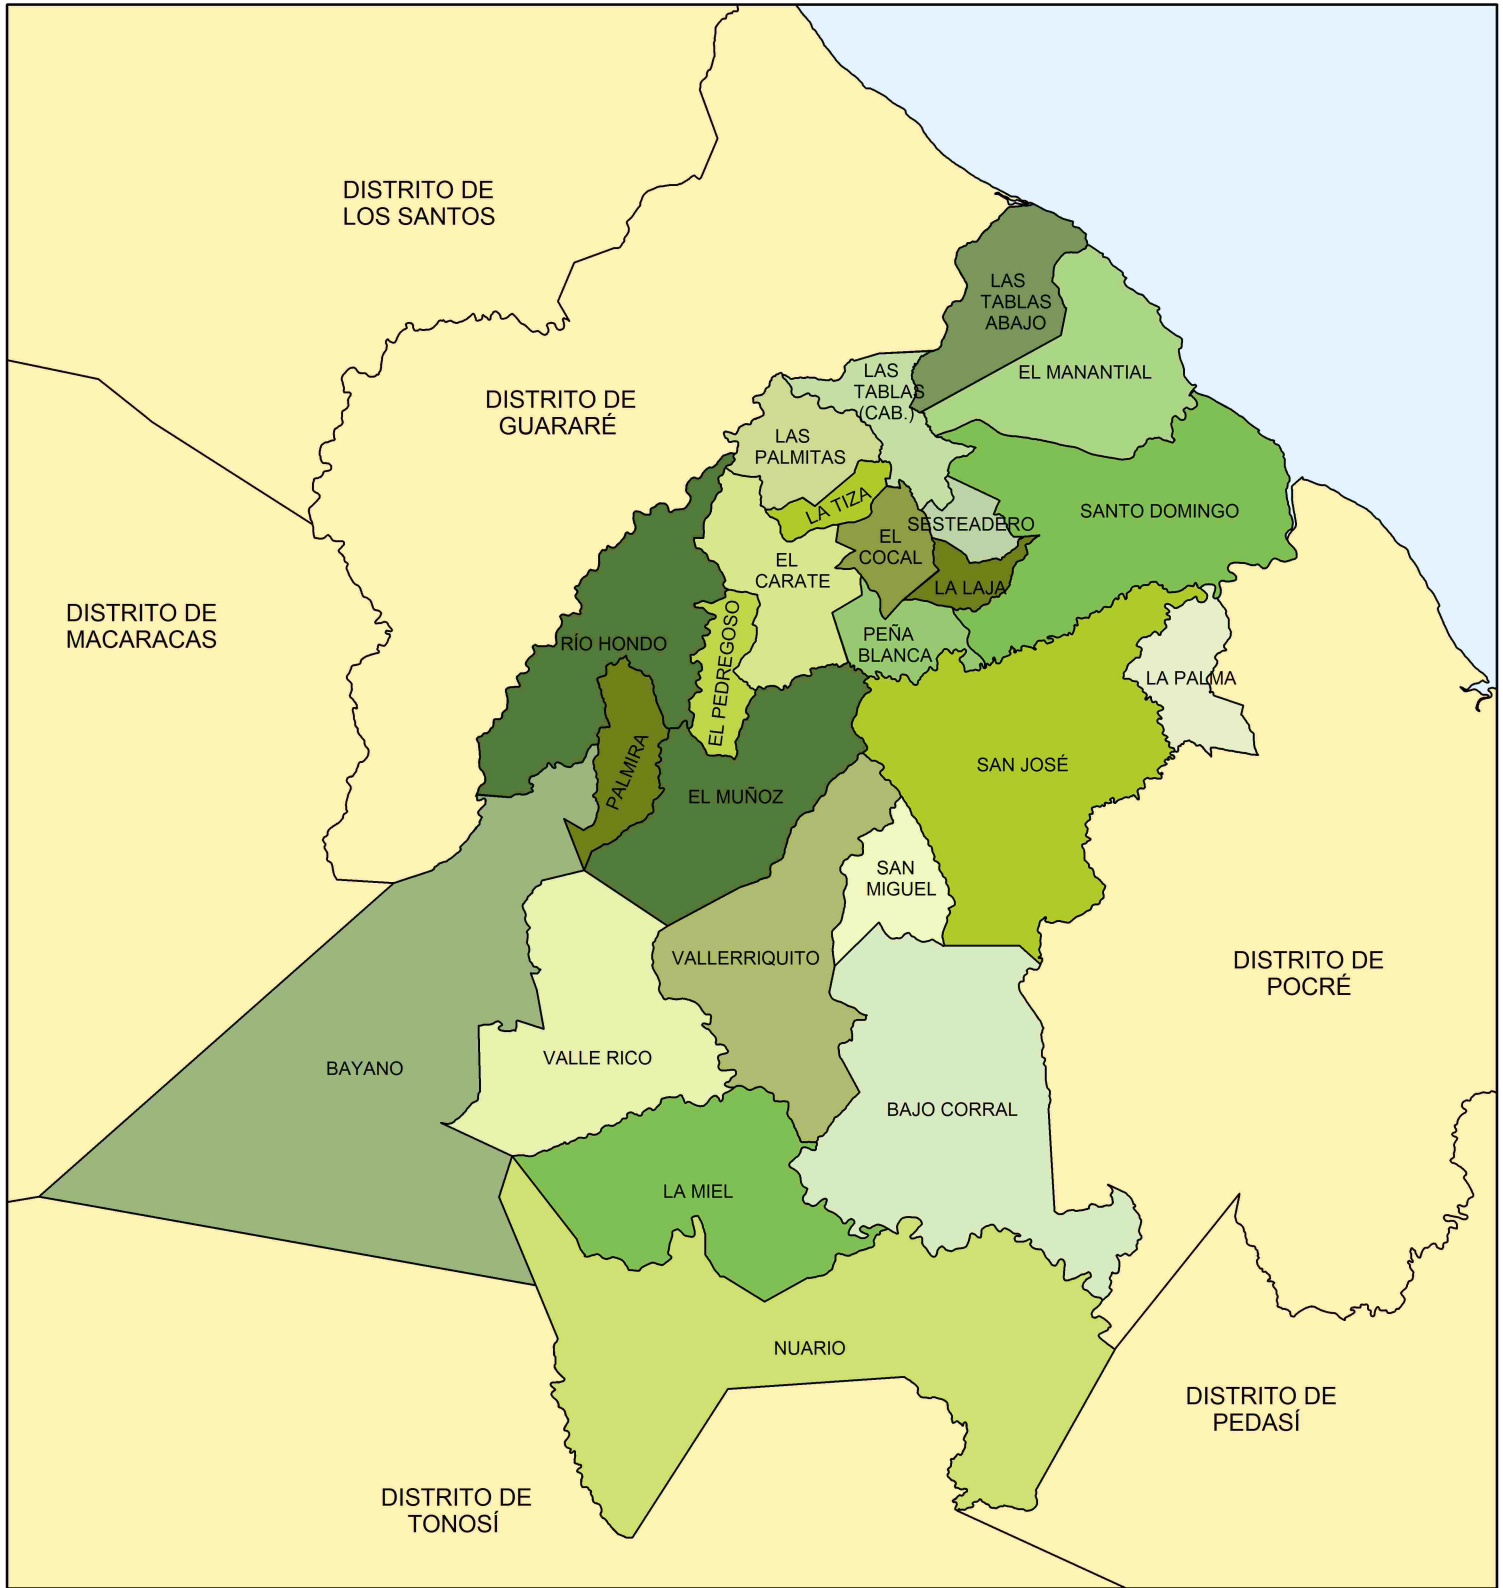 DISTRITO DE
LOS SANTOS
LAS
TABLAS
ABAJO
LAS
TABLAS
(CAB.)
EL MANANTIAL
DISTRITO DE
GUARARÉ
LAS
PALMITAS
LA TIZA
SESTEADERO
SANTO DOMINGO
EL
COCAL
EL
CARATE
LA LAJA
DISTRITO DE
MACARACAS
RÍO HONDO
EL PEDREGOSO
PEÑA
BLANCA
LA PALMA
PALMIRA
SAN JOSÉ
EL MUÑOZ
SAN
MIGUEL
VALLERRIQUITO
DISTRITO DE
POCRÉ
BAYANO
VALLE RICO
BAJO CORRAL
LA MIEL
NUARIO
DISTRITO DE
PEDASÍ
DISTRITO DE
TONOSÍ